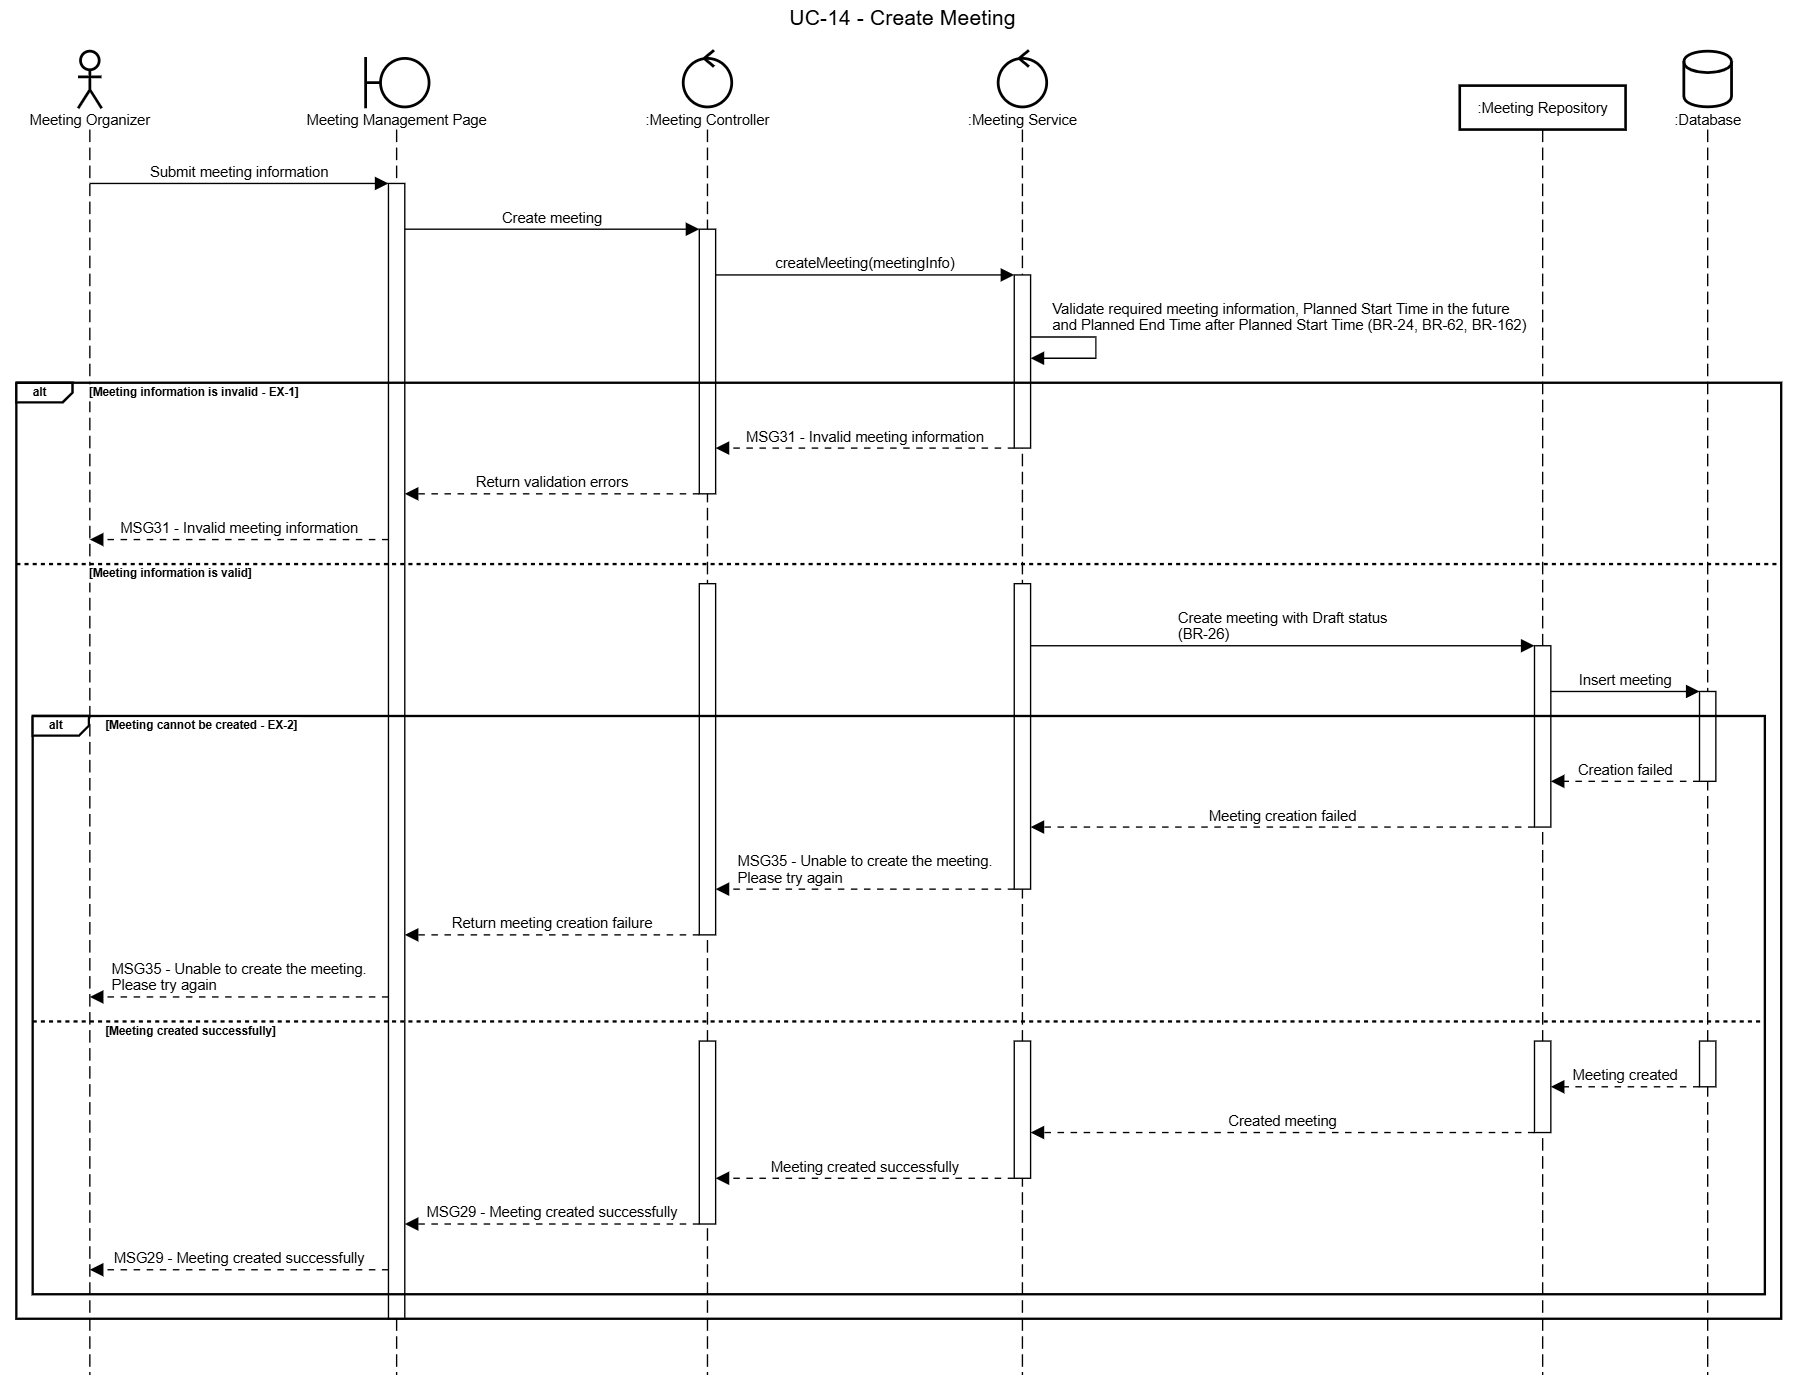 UC-14 - Create Meeting
Meeting Organizer
Meeting Management Page
:Meeting Controller
:Meeting Service
:Meeting Repository
:Database
Submit meeting information
Create meeting
createMeeting(meetingInfo)
Validate required meeting information, Planned Start Time in the future
and Planned End Time after Planned Start Time (BR-24, BR-62, BR-162)
alt
[Meeting information is invalid - EX-1]
MSG31 - Invalid meeting information
Return validation errors
MSG31 - Invalid meeting information
[Meeting information is valid]
Create meeting with Draft status
(BR-26)
Insert meeting
alt
[Meeting cannot be created - EX-2]
Creation failed
Meeting creation failed
MSG35 - Unable to create the meeting.
Please try again
Return meeting creation failure
MSG35 - Unable to create the meeting.
Please try again
[Meeting created successfully]
Meeting created
Created meeting
Meeting created successfully
MSG29 - Meeting created successfully
MSG29 - Meeting created successfully